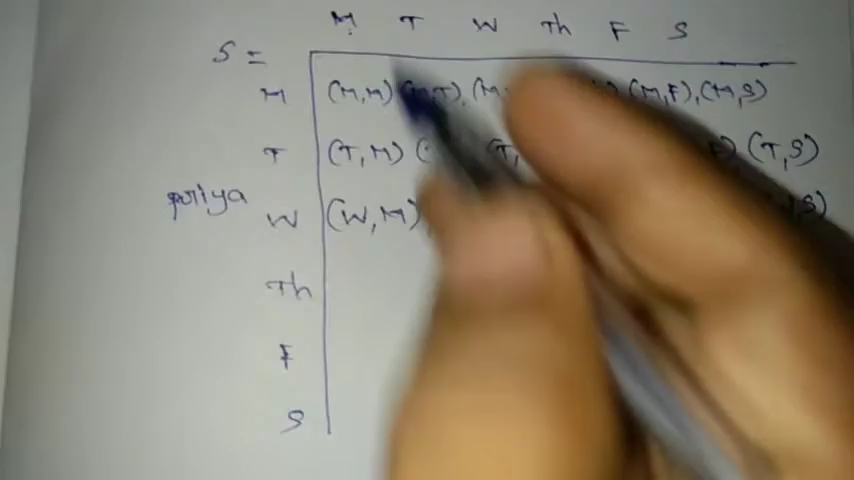 M T W Th F S
S =
M (M,M) (M,T), (M, (M,F), (M,S)
T (T,M) (T, (T,S)
priya
W (W,M) ,S)
Th
F
S